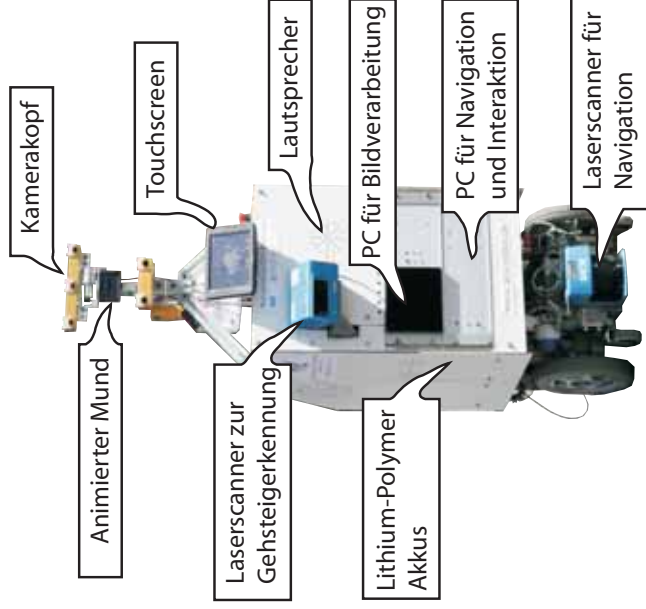 Kamerakopf
Animierter Mund
Touchscreen
Laserscanner zur
Gehsteigerkennung
Lautsprecher
PC für Bildverarbeitung
PC für Navigation
und Interaktion
Lithium-Polymer
Akkus
Laserscanner für
Navigation